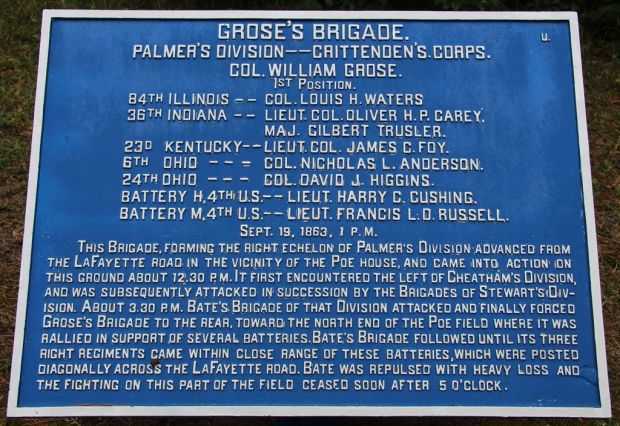 GROSE'S BRIGADE.
U.
PALMER'S DIVISION--CRITTENDEN'S CORPS.
COL. WILLIAM GROSE.
1ST POSITION.
84TH ILLINOIS -- COL. LOUIS H. WATERS
36TH INDIANA -- LIEUT. COL. OLIVER H. P. CAREY,
MAJ. GILBERT TRUSLER.
23D KENTUCKY--LIEUT. COL. JAMES C. FOY.
6TH OHIO --- COL. NICHOLAS L. ANDERSON.
24TH OHIO --- COL. DAVID J. HIGGINS.
BATTERY H, 4TH U.S.-- LIEUT. HARRY C. CUSHING.
BATTERY M, 4TH U.S.-- LIEUT. FRANCIS L. D. RUSSELL.
SEPT. 19, 1863, 1 P.M.
THIS BRIGADE, FORMING THE RIGHT ECHELON OF PALMER'S DIVISION ADVANCED FROM
THE LAFAYETTE ROAD IN THE VICINITY OF THE POE HOUSE, AND CAME INTO ACTION ON
THIS GROUND ABOUT 12.30 P.M. IT FIRST ENCOUNTERED THE LEFT OF CHEATHAM'S DIVISION,
AND WAS SUBSEQUENTLY ATTACKED IN SUCCESSION BY THE BRIGADES OF STEWART'S DIV-
ISION. ABOUT 3.30 P.M. BATE'S BRIGADE OF THAT DIVISION ATTACKED AND FINALLY FORCED
GROSE'S BRIGADE TO THE REAR, TOWARD THE NORTH END OF THE POE FIELD WHERE IT WAS
RALLIED IN SUPPORT OF SEVERAL BATTERIES. BATE'S BRIGADE FOLLOWED UNTIL ITS THREE
RIGHT REGIMENTS CAME WITHIN CLOSE RANGE OF THESE BATTERIES, WHICH WERE POSTED
DIAGONALLY ACROSS THE LAFAYETTE ROAD. BATE WAS REPULSED WITH HEAVY LOSS AND
THE FIGHTING ON THIS PART OF THE FIELD CEASED SOON AFTER 5 O'CLOCK.